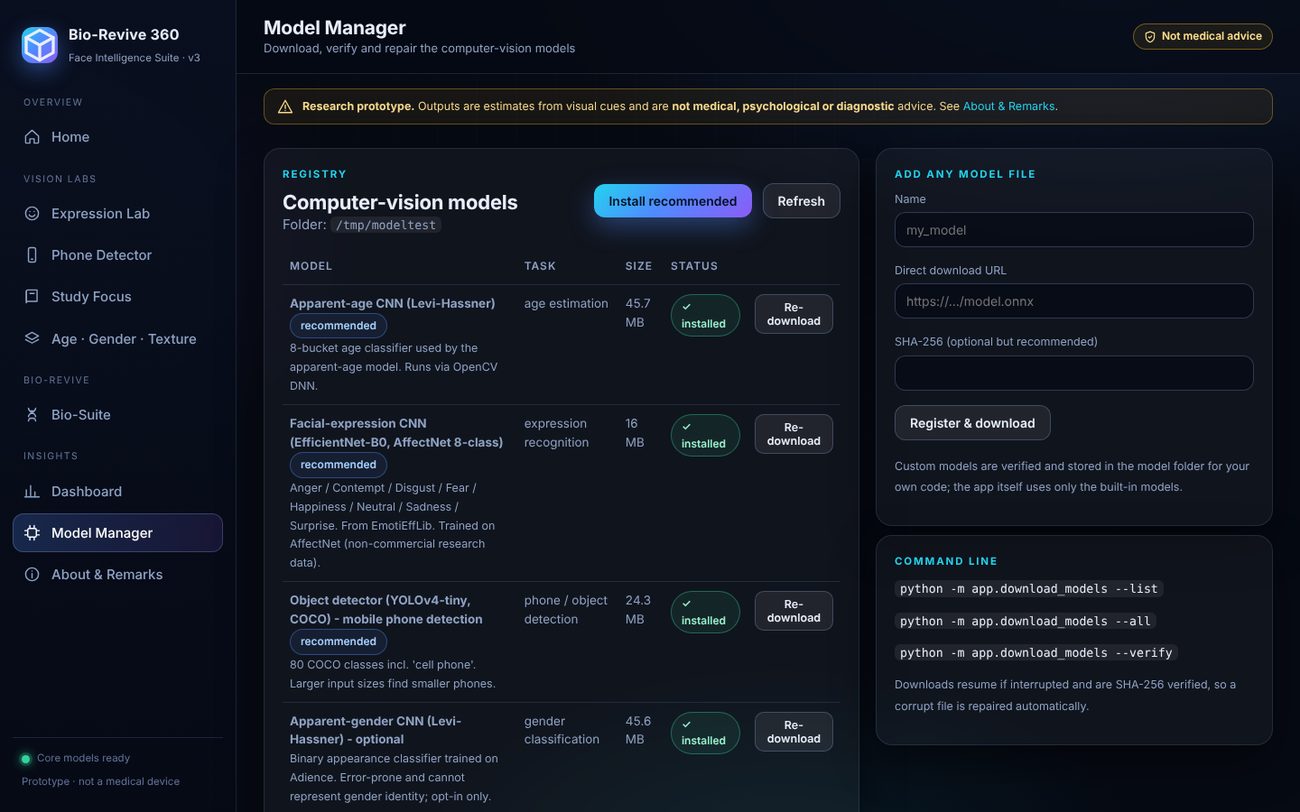 Bio-Revive 360
Face Intelligence Suite · v3
OVERVIEW
Home
VISION LABS
Expression Lab
Phone Detector
Study Focus
Age · Gender · Texture
BIO-REVIVE
Bio-Suite
INSIGHTS
Dashboard
Model Manager
About & Remarks
Core models ready
Prototype · not a medical device
Model Manager
Download, verify and repair the computer-vision models
Not medical advice
Research prototype. Outputs are estimates from visual cues and are not medical, psychological or diagnostic advice. See About & Remarks.
REGISTRY
Computer-vision models
Folder: /tmp/modeltest
Install recommended
Refresh
MODEL TASK SIZE STATUS
Apparent-age CNN (Levi-Hassner)
recommended
8-bucket age classifier used by the
apparent-age model. Runs via OpenCV
DNN.
age estimation
45.7
MB
✓
installed
Re-
download
Facial-expression CNN
(EfficientNet-B0, AffectNet 8-class)
recommended
Anger / Contempt / Disgust / Fear /
Happiness / Neutral / Sadness /
Surprise. From EmotiEffLib. Trained on
AffectNet (non-commercial research
data).
expression
recognition
16
MB
✓
installed
Re-
download
Object detector (YOLOv4-tiny,
COCO) - mobile phone detection
recommended
80 COCO classes incl. 'cell phone'.
Larger input sizes find smaller phones.
phone / object
detection
24.3
MB
✓
installed
Re-
download
Apparent-gender CNN (Levi-
Hassner) - optional
Binary appearance classifier trained on
Adience. Error-prone and cannot
represent gender identity; opt-in only.
gender
classification
45.6
MB
✓
installed
Re-
download
ADD ANY MODEL FILE
Name
my_model
Direct download URL
https://.../model.onnx
SHA-256 (optional but recommended)
Register & download
Custom models are verified and stored in the model folder for your
own code; the app itself uses only the built-in models.
COMMAND LINE
python -m app.download_models --list
python -m app.download_models --all
python -m app.download_models --verify
Downloads resume if interrupted and are SHA-256 verified, so a
corrupt file is repaired automatically.